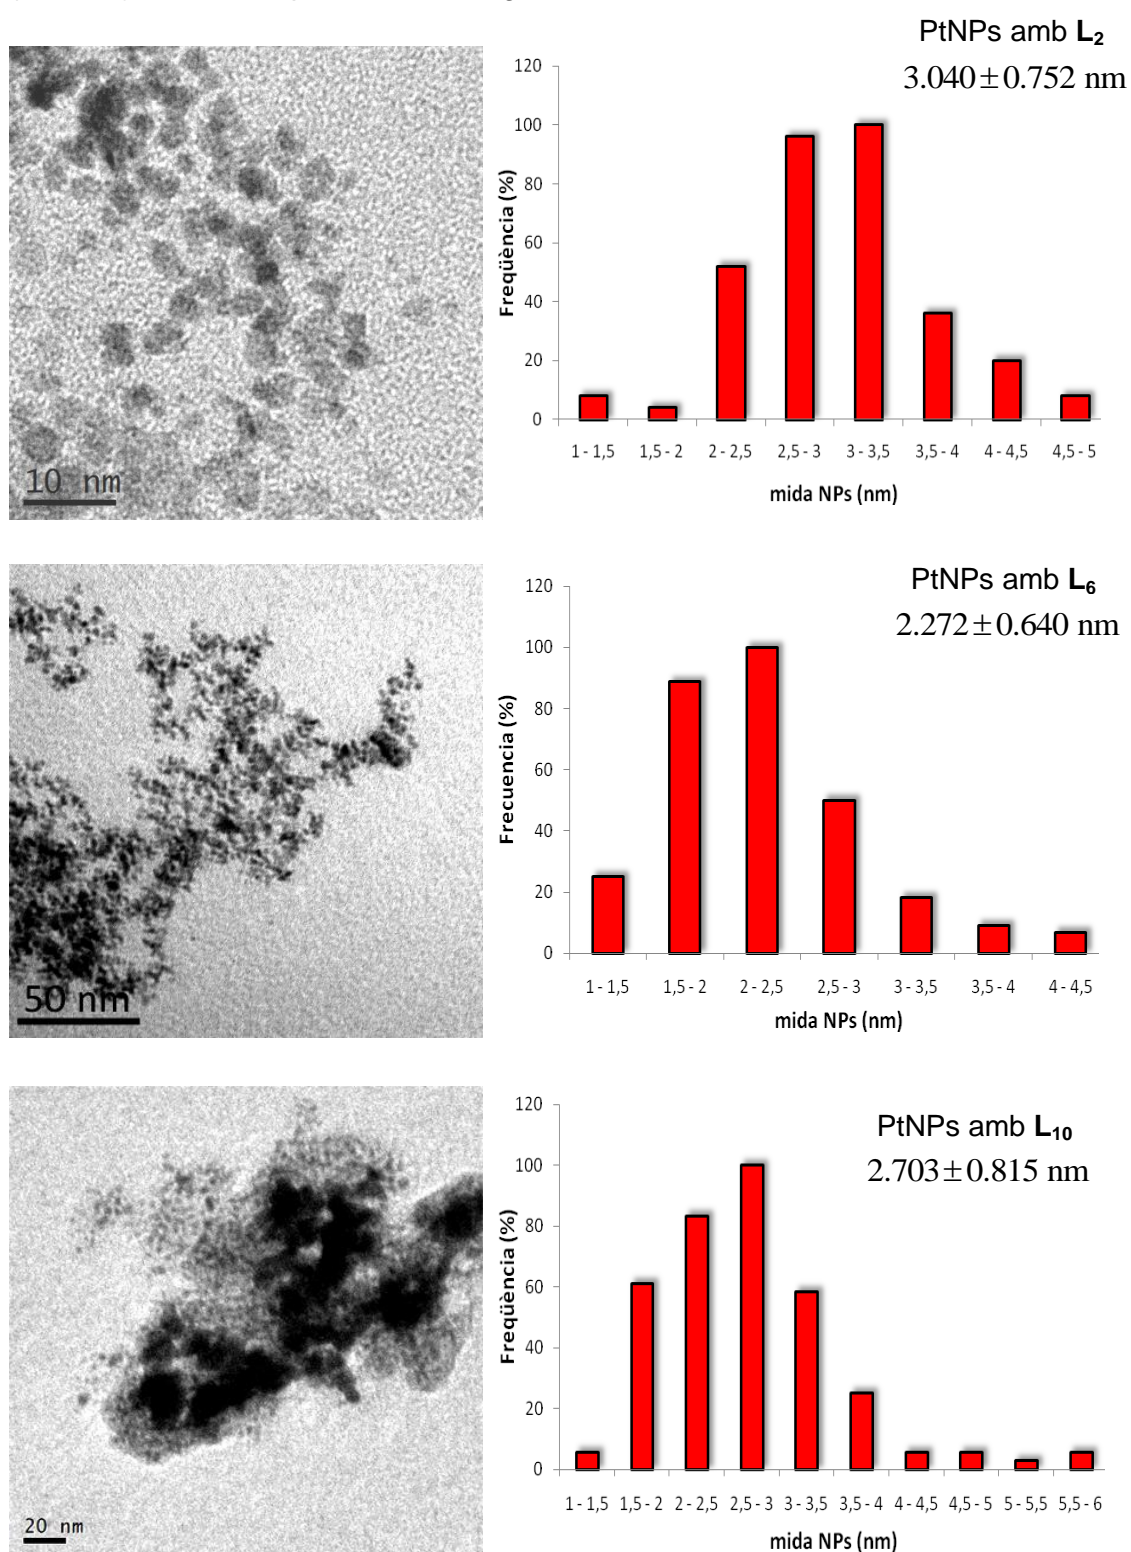 PtNPs amb L2
3.040±0.752 nm
120
100
80
60
40
20
0
Freqüència (%)
1 - 1,5 1,5 - 2 2 - 2,5 2,5 - 3 3 - 3,5 3,5 - 4 4 - 4,5 4,5 - 5
mida NPs (nm)
10 nm
PtNPs amb L6
2.272±0.640 nm
120
100
80
60
40
20
0
Frecuencia (%)
1 - 1,5 1,5 - 2 2 - 2,5 2,5 - 3 3 - 3,5 3,5 - 4 4 - 4,5
mida NPs (nm)
50 nm
PtNPs amb L10
2.703±0.815 nm
120
100
80
60
40
20
0
Freqüència (%)
1 - 1,5 1,5 - 2 2 - 2,5 2,5 - 3 3 - 3,5 3,5 - 4 4 - 4,5 4,5 - 5 5 - 5,5 5,5 - 6
mida NPs (nm)
20 nm